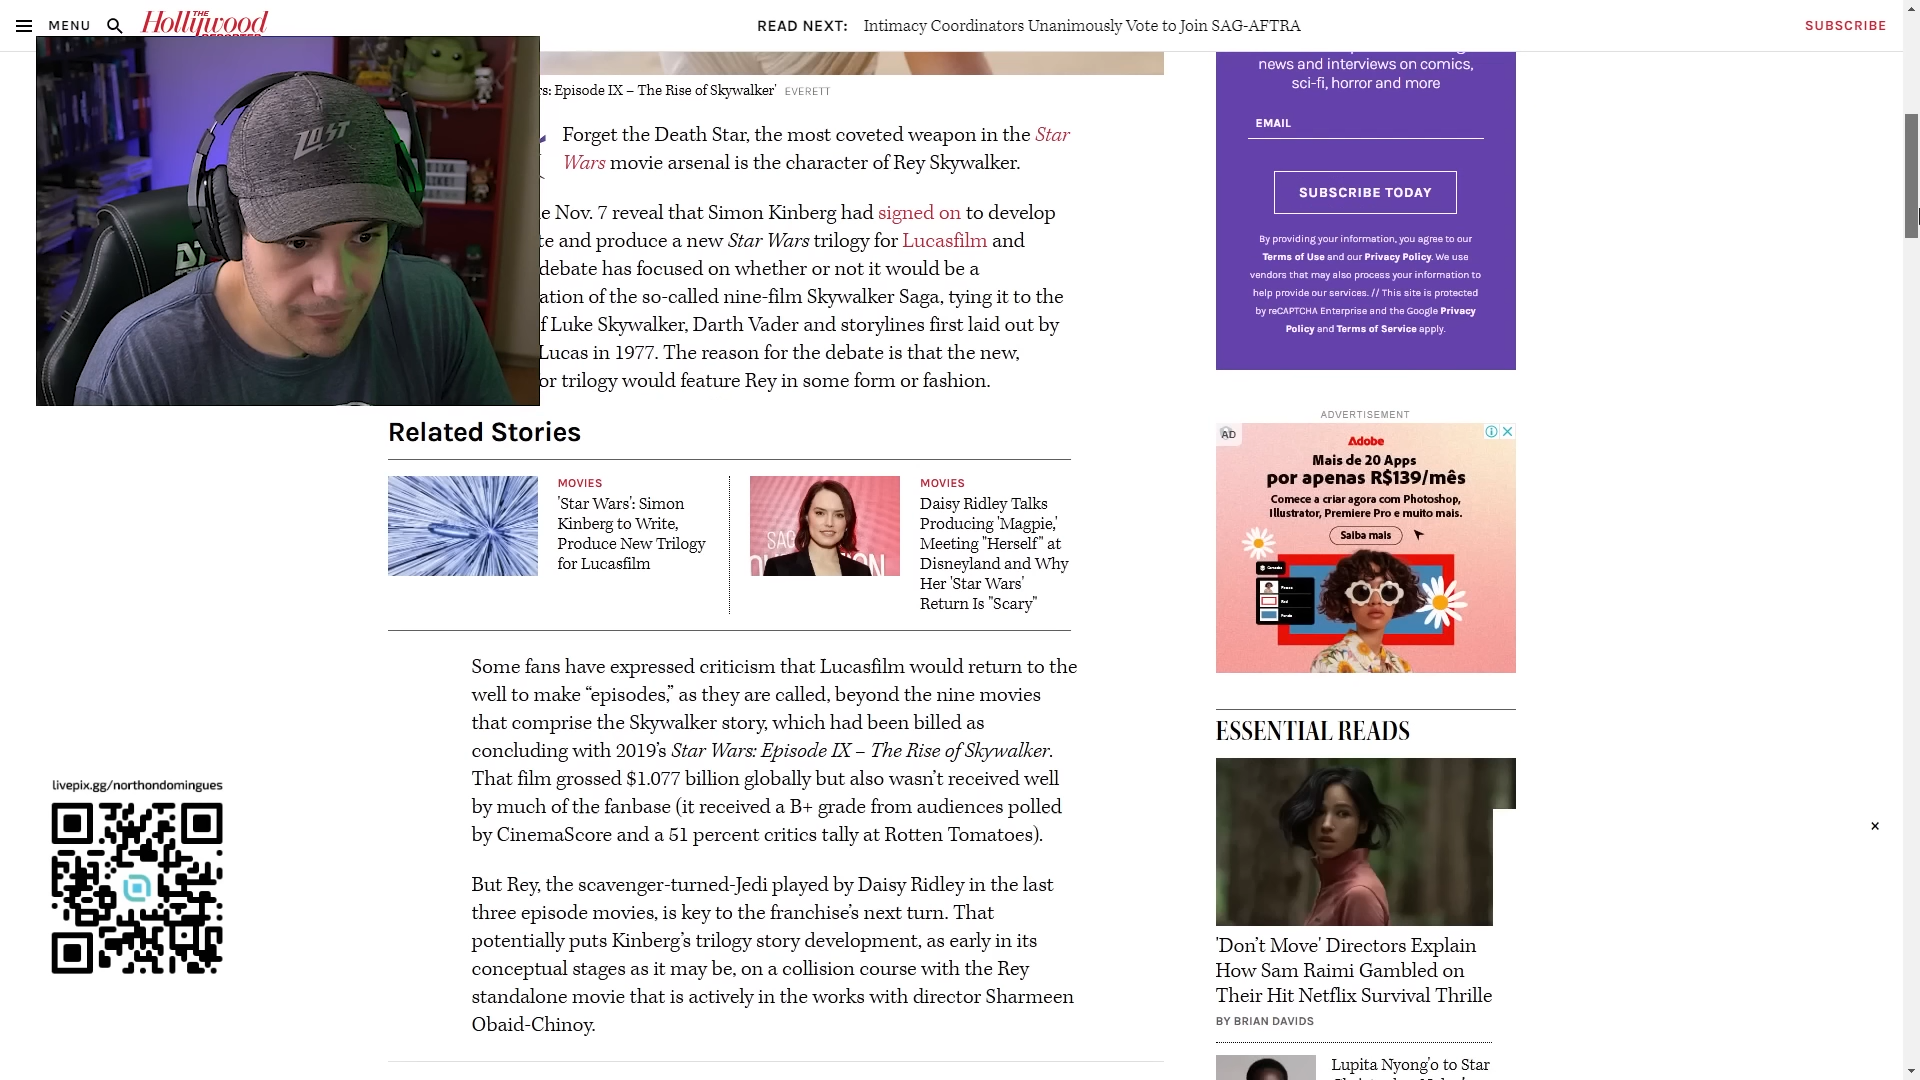 MENU
THE
Hollywood
REPORTER
READ NEXT: Intimacy Coordinators Unanimously Vote to Join SAG-AFTRA
SUBSCRIBE
LOST
rs: Episode IX – The Rise of Skywalker' EVERETT
Forget the Death Star, the most coveted weapon in the Star
Wars movie arsenal is the character of Rey Skywalker.
e Nov. 7 reveal that Simon Kinberg had signed on to develop
te and produce a new Star Wars trilogy for Lucasfilm and
debate has focused on whether or not it would be a
ation of the so-called nine-film Skywalker Saga, tying it to the
f Luke Skywalker, Darth Vader and storylines first laid out by
Lucas in 1977. The reason for the debate is that the new,
or trilogy would feature Rey in some form or fashion.
Related Stories
MOVIES
'Star Wars': Simon
Kinberg to Write,
Produce New Trilogy
for Lucasfilm
MOVIES
Daisy Ridley Talks
Producing 'Magpie,'
Meeting "Herself" at
Disneyland and Why
Her 'Star Wars'
Return Is "Scary"
Some fans have expressed criticism that Lucasfilm would return to the
well to make “episodes,” as they are called, beyond the nine movies
that comprise the Skywalker story, which had been billed as
concluding with 2019’s Star Wars: Episode IX – The Rise of Skywalker.
That film grossed $1.077 billion globally but also wasn’t received well
by much of the fanbase (it received a B+ grade from audiences polled
by CinemaScore and a 51 percent critics tally at Rotten Tomatoes).
But Rey, the scavenger-turned-Jedi played by Daisy Ridley in the last
three episode movies, is key to the franchise’s next turn. That
potentially puts Kinberg’s trilogy story development, as early in its
conceptual stages as it may be, on a collision course with the Rey
standalone movie that is actively in the works with director Sharmeen
Obaid-Chinoy.
livepix.gg/northondomingues
news and interviews on comics,
sci-fi, horror and more
EMAIL
SUBSCRIBE TODAY
By providing your information, you agree to our
Terms of Use and our Privacy Policy. We use
vendors that may also process your information to
help provide our services. // This site is protected
by reCAPTCHA Enterprise and the Google Privacy
Policy and Terms of Service apply.
ADVERTISEMENT
AD
Adobe
Mais de 20 Apps
por apenas R$139/mês
Comece a criar agora com Photoshop,
Illustrator, Premiere Pro e muito mais.
Saiba mais
ESSENTIAL READS
'Don’t Move' Directors Explain
How Sam Raimi Gambled on
Their Hit Netflix Survival Thrille
BY BRIAN DAVIDS
Lupita Nyong’o to Star